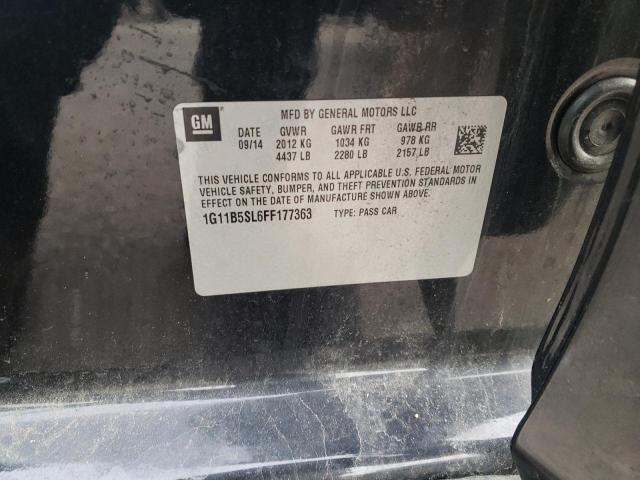 GM
MFD BY GENERAL MOTORS LLC
DATE GVWR GAWR FRT GAWR RR
09/14 2012 KG 1034 KG 978 KG
4437 LB 2280 LB 2157 LB
THIS VEHICLE CONFORMS TO ALL APPLICABLE U.S. FEDERAL MOTOR
VEHICLE SAFETY, BUMPER, AND THEFT PREVENTION STANDARDS IN
EFFECT ON THE DATE OF MANUFACTURE SHOWN ABOVE.
1G11B5SL6FF177363 TYPE: PASS CAR